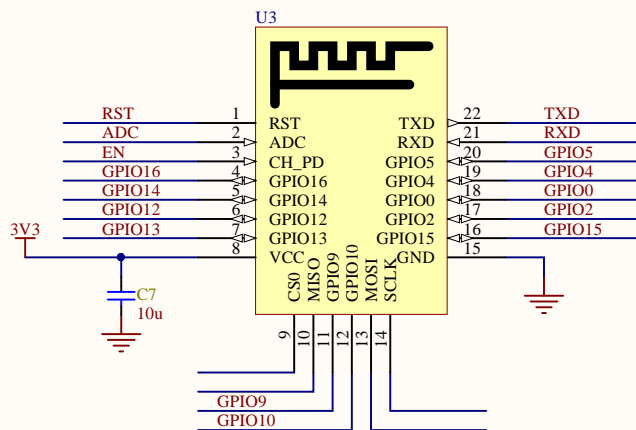 U3
RST 1 RST TXD 22 TXD
ADC 2 ADC RXD 21 RXD
EN 3 CH_PD GPIO5 20 GPIO5
GPIO16 4 GPIO16 GPIO4 19 GPIO4
GPIO14 5 GPIO14 GPIO0 18 GPIO0
GPIO12 6 GPIO12 GPIO2 17 GPIO2
GPIO13 7 GPIO13 GPIO15 16 GPIO15
3V3 8 VCC GND 15
CS0 MISO GPIO9 GPIO10 MOSI SCLK
C7
10u
9 10 11 12 13 14
GPIO9
GPIO10